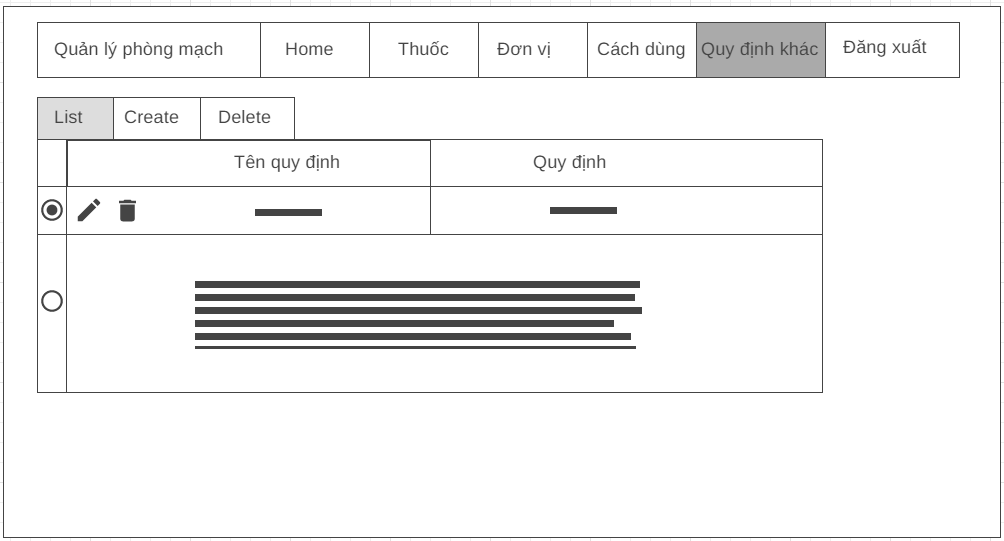 Quản lý phòng mạch Home Thuốc Đơn vị Cách dùng Quy định khác Đăng xuất
List Create Delete
Tên quy định Quy định